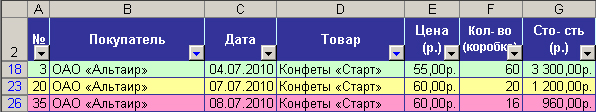 A B C D E F G
2 № Покупатель Дата Товар Цена (р.) Кол- во (коробка) Сто- сть (р.)
18 3 ОАО «Альтаир» 04.07.2010 Конфеты «Старт» 55,00р. 60 3 300,00р.
23 20 ОАО «Альтаир» 07.07.2010 Конфеты «Старт» 60,00р. 20 1 200,00р.
26 35 ОАО «Альтаир» 08.07.2010 Конфеты «Старт» 60,00р. 16 960,00р.